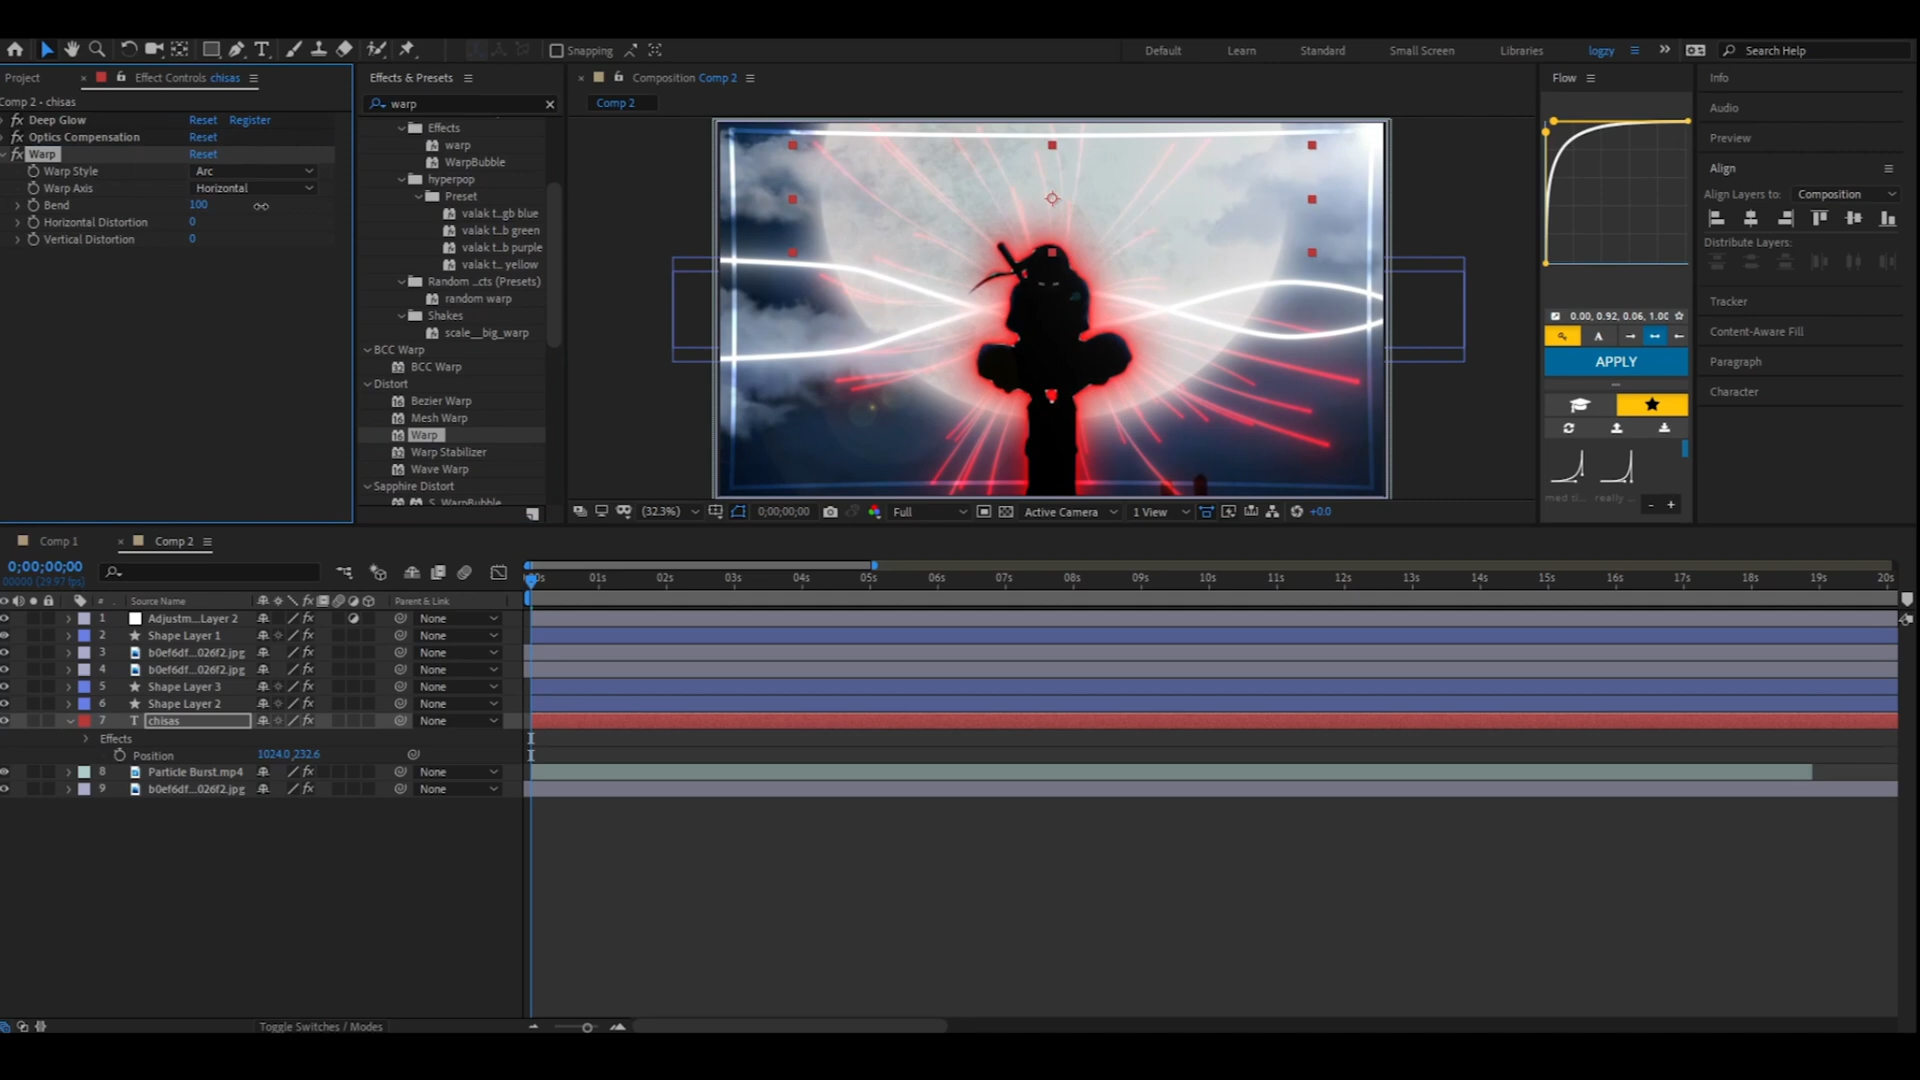 Snapping
Default
Learn
Standard
Small Screen
Libraries
logzy
Search Help
Project
Effect Controls chisas
Comp 2 - chisas
fx Deep Glow
Reset
Register
fx Optics Compensation
Reset
fx Warp
Reset
Warp Style
Arc
Warp Axis
Horizontal
Bend
100
Horizontal Distortion
0
Vertical Distortion
0
Effects & Presets
warp
Effects
warp
WarpBubble
hyperpop
Preset
valak t...gb blue
valak t...b green
valak t...b purple
valak t... yellow
Random ...cts (Presets)
random warp
Shakes
scale__big_warp
BCC Warp
BCC Warp
Distort
Bezier Warp
Mesh Warp
Warp
Warp Stabilizer
Wave Warp
Sapphire Distort
S_WarpBubble
Composition Comp 2
Comp 2
(32.3%)
0;00;00;00
Full
Active Camera
1 View
+0.0
Flow
0.00, 0.92, 0.06, 1.00
A
APPLY
-
+
Info
Audio
Preview
Align
Align Layers to:
Composition
Distribute Layers:
Tracker
Content-Aware Fill
Paragraph
Character
Comp 1
Comp 2
0;00;00;00
00000 (29.97 fps)
#
Source Name
Parent & Link
01s
02s
03s
04s
05s
06s
07s
08s
09s
10s
11s
12s
13s
14s
15s
16s
17s
18s
19s
20s
1
Adjustm...Layer 2
None
2
Shape Layer 1
None
3
b0ef6df...026f2.jpg
None
4
b0ef6df...026f2.jpg
None
5
Shape Layer 3
None
6
Shape Layer 2
None
7
T
chisas
None
Effects
Position
1024.0,232.6
8
Particle Burst.mp4
None
9
b0ef6df...026f2.jpg
None
Toggle Switches / Modes